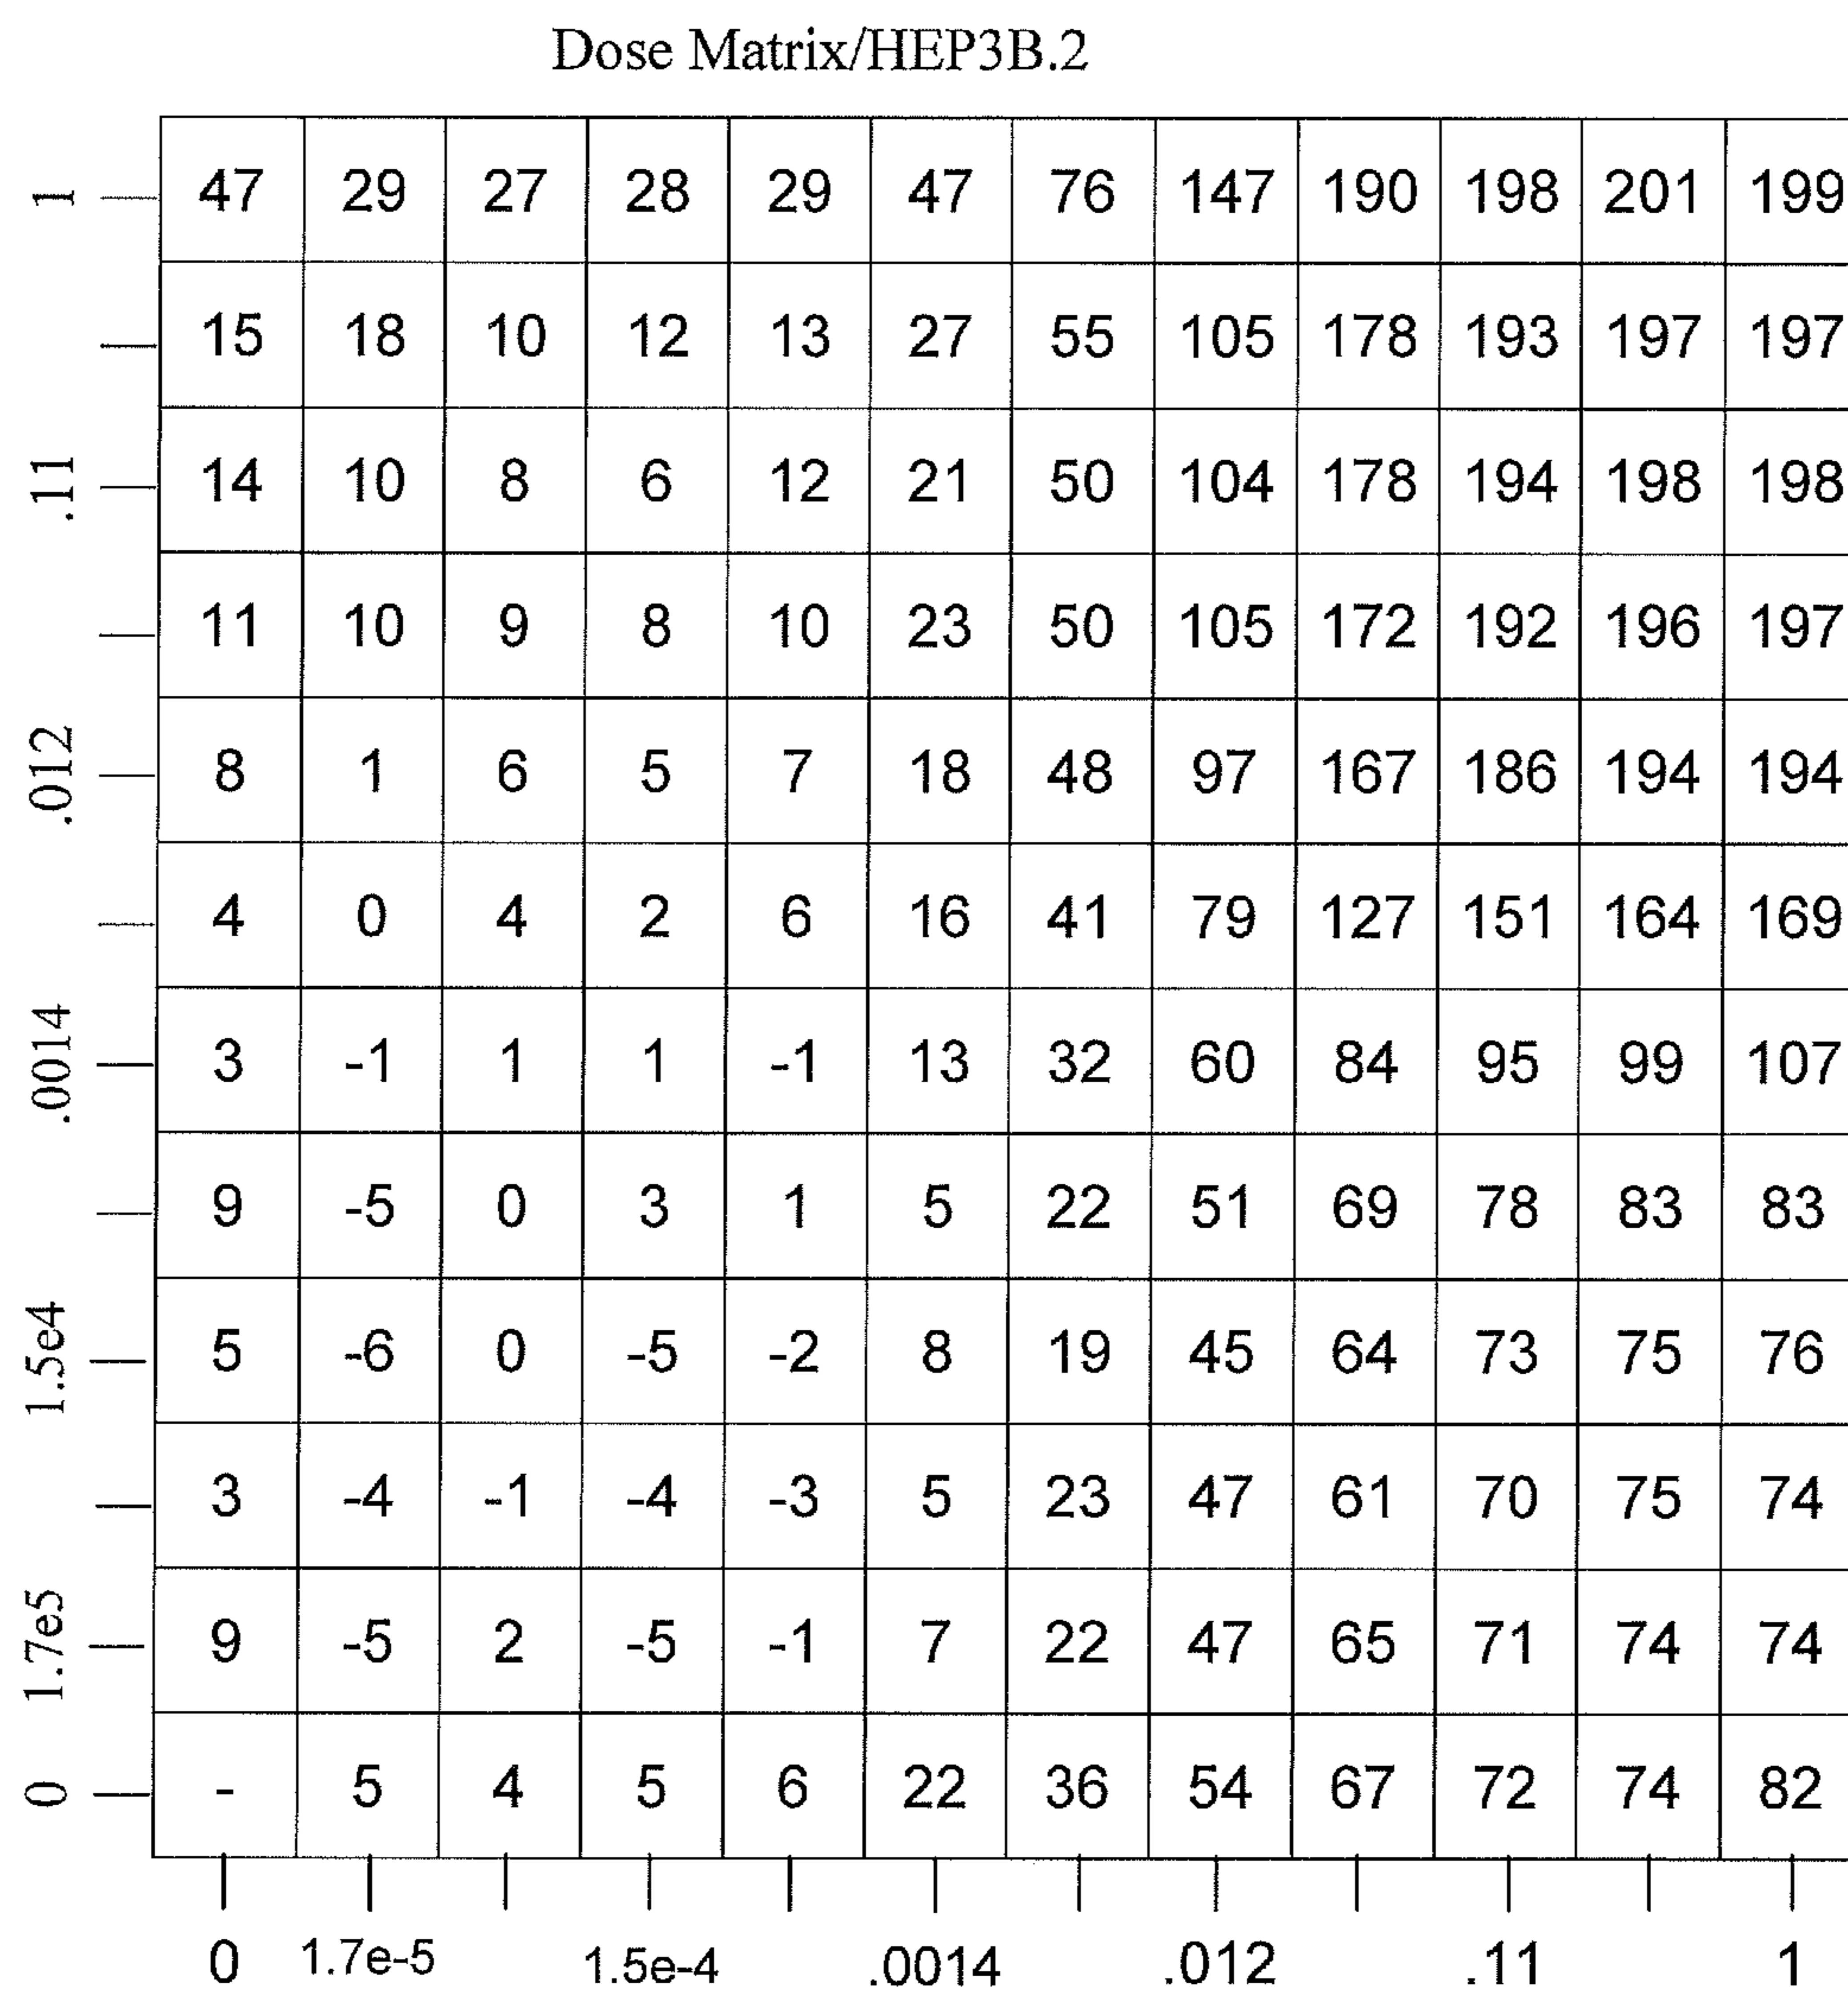 Dose Matrix/HEP3B.2
1 47 29 27 28 29 47 76 147 190 198 201 199
15 18 10 12 13 27 55 105 178 193 197 197
.11 14 10 8 6 12 21 50 104 178 194 198 198
11 10 9 8 10 23 50 105 172 192 196 197
.012 8 1 6 5 7 18 48 97 167 186 194 194
4 0 4 2 6 16 41 79 127 151 164 169
.0014 3 -1 1 1 -1 13 32 60 84 95 99 107
9 -5 0 3 1 5 22 51 69 78 83 83
1.5e4 5 -6 0 -5 -2 8 19 45 64 73 75 76
3 -4 -1 -4 -3 5 23 47 61 70 75 74
1.7e5 9 -5 2 -5 -1 7 22 47 65 71 74 74
0 - 5 4 5 6 22 36 54 67 72 74 82
0 1.7e-5 1.5e-4 .0014 .012 .11 1